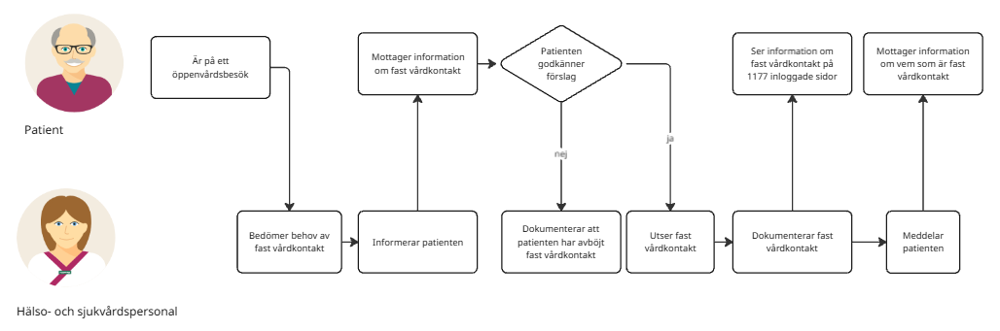 Är på ett
öppenvårdsbesök
Mottager information
om fast vårdkontakt
Patienten
godkänner
förslag
Ser information om
fast vårdkontakt på
1177 inloggade sidor
Mottager information
om vem som är fast
vårdkontakt
Patient
nej
ja
Bedömer behov av
fast vårdkontakt
Informerar patienten
Dokumenterar att
patienten har avböjt
fast vårdkontakt
Utser fast
vårdkontakt
Dokumenterar fast
vårdkontakt
Meddelar
patienten
Hälso- och sjukvårdspersonal